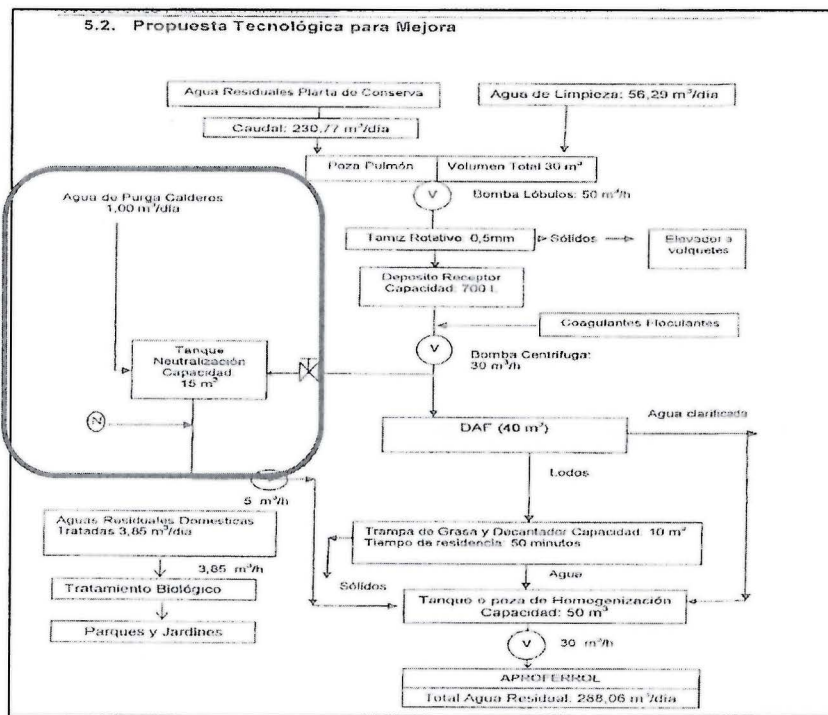 5.2. Propuesta Tecnológica para Mejora
Agua Residuales Planta de Conserva
Agua de Limpieza: 56,29 m³/día
Caudal: 230,77 m³/día
Poza Pulmón
Volumen Total 30 m³
V
Bomba Lóbulos: 50 m³/h
Agua de Purga Calderos
1,00 m³/día
Tamiz Rotativo 0,5mm
Sólidos
Elevador a
volquetes
Deposito Receptor
Capacidad: 700 L
Coagulantes Floculantes
V
Bomba Centrífuga:
30 m³/h
Tanque
Neutralización
Capacidad
15 m³
N
DAF (40 m³)
Agua clarificada
Lodos
5 m³/h
Aguas Residuales Domesticas
Tratadas 3,85 m³/día
3,85 m³/h
Tratamiento Biológico
Parques y Jardines
Trampa de Grasa y Decantador Capacidad: 10 m³
Tiempo de residencia: 50 minutos
Sólidos
Agua
Tanque o poza de Homogenización
Capacidad: 50 m³
V
30 m³/h
APROFERROL
Total Agua Residual: 288,06 m³/día